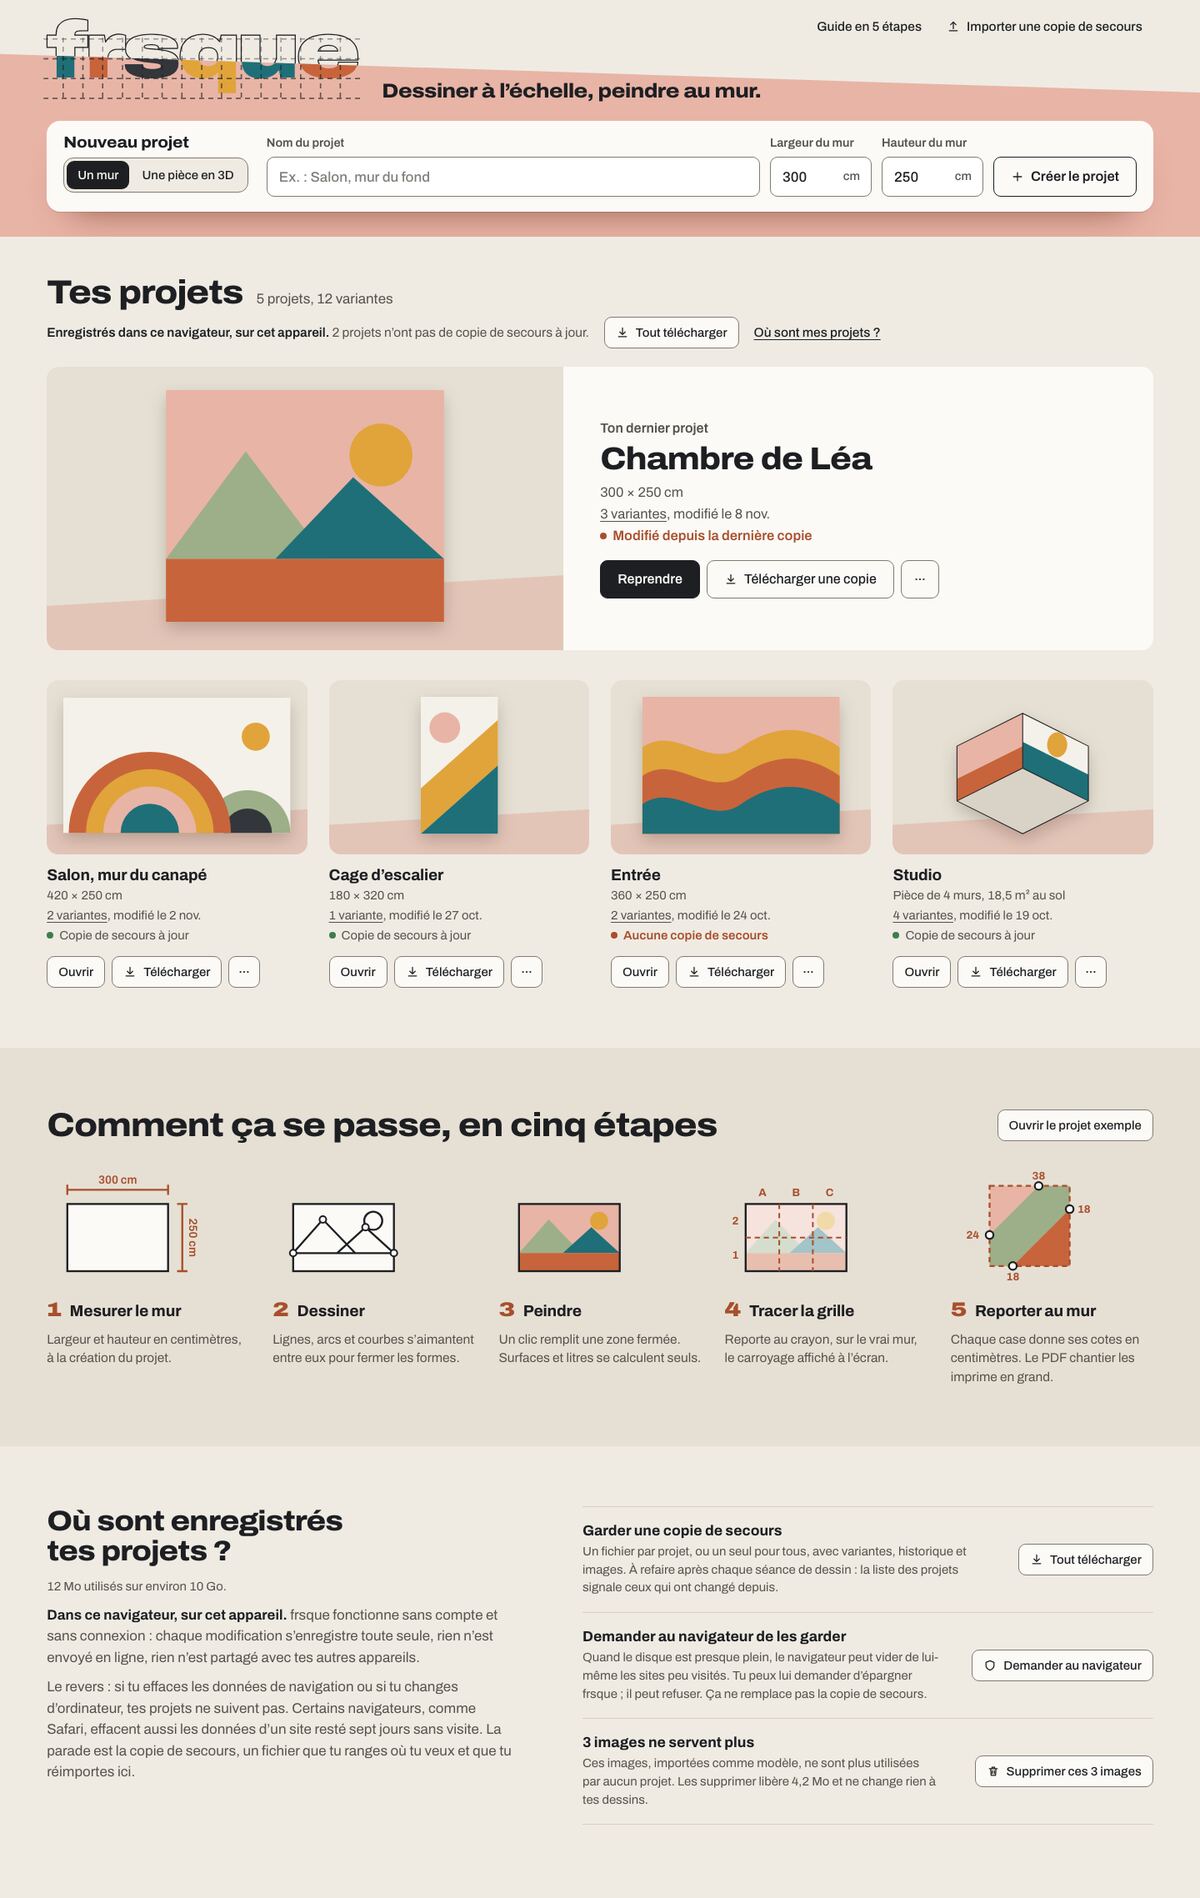 frsque
Guide en 5 étapes
Importer une copie de secours
Dessiner à l’échelle, peindre au mur.
Nouveau projet
Un mur
Une pièce en 3D
Nom du projet
Ex. : Salon, mur du fond
Largeur du mur
300 cm
Hauteur du mur
250 cm
Créer le projet
Tes projets
5 projets, 12 variantes
Enregistrés dans ce navigateur, sur cet appareil. 2 projets n’ont pas de copie de secours à jour.
Tout télécharger
Où sont mes projets ?
Ton dernier projet
Chambre de Léa
300 × 250 cm
3 variantes, modifié le 8 nov.
Modifié depuis la dernière copie
Reprendre
Télécharger une copie
···
Salon, mur du canapé
420 × 250 cm
2 variantes, modifié le 2 nov.
Copie de secours à jour
Ouvrir
Télécharger
···
Cage d’escalier
180 × 320 cm
1 variante, modifié le 27 oct.
Copie de secours à jour
Ouvrir
Télécharger
···
Entrée
360 × 250 cm
2 variantes, modifié le 24 oct.
Aucune copie de secours
Ouvrir
Télécharger
···
Studio
Pièce de 4 murs, 18,5 m² au sol
4 variantes, modifié le 19 oct.
Copie de secours à jour
Ouvrir
Télécharger
···
Comment ça se passe, en cinq étapes
Ouvrir le projet exemple
300 cm
250 cm
1 Mesurer le mur
Largeur et hauteur en centimètres,
à la création du projet.
2 Dessiner
Lignes, arcs et courbes s’aimantent
entre eux pour fermer les formes.
3 Peindre
Un clic remplit une zone fermée.
Surfaces et litres se calculent seuls.
A B C
2
1
4 Tracer la grille
Reporte au crayon, sur le vrai mur,
le carroyage affiché à l’écran.
38
18
24
18
5 Reporter au mur
Chaque case donne ses cotes en
centimètres. Le PDF chantier les
imprime en grand.
Où sont enregistrés
tes projets ?
12 Mo utilisés sur environ 10 Go.
Dans ce navigateur, sur cet appareil. frsque fonctionne sans compte et
sans connexion : chaque modification s’enregistre toute seule, rien n’est
envoyé en ligne, rien n’est partagé avec tes autres appareils.
Le revers : si tu effaces les données de navigation ou si tu changes
d’ordinateur, tes projets ne suivent pas. Certains navigateurs, comme
Safari, effacent aussi les données d’un site resté sept jours sans visite. La
parade est la copie de secours, un fichier que tu ranges où tu veux et que tu
réimportes ici.
Garder une copie de secours
Un fichier par projet, ou un seul pour tous, avec variantes, historique et
images. À refaire après chaque séance de dessin : la liste des projets
signale ceux qui ont changé depuis.
Tout télécharger
Demander au navigateur de les garder
Quand le disque est presque plein, le navigateur peut vider de lui-
même les sites peu visités. Tu peux lui demander d’épargner
frsque ; il peut refuser. Ça ne remplace pas la copie de secours.
Demander au navigateur
3 images ne servent plus
Ces images, importées comme modèle, ne sont plus utilisées
par aucun projet. Les supprimer libère 4,2 Mo et ne change rien à
tes dessins.
Supprimer ces 3 images